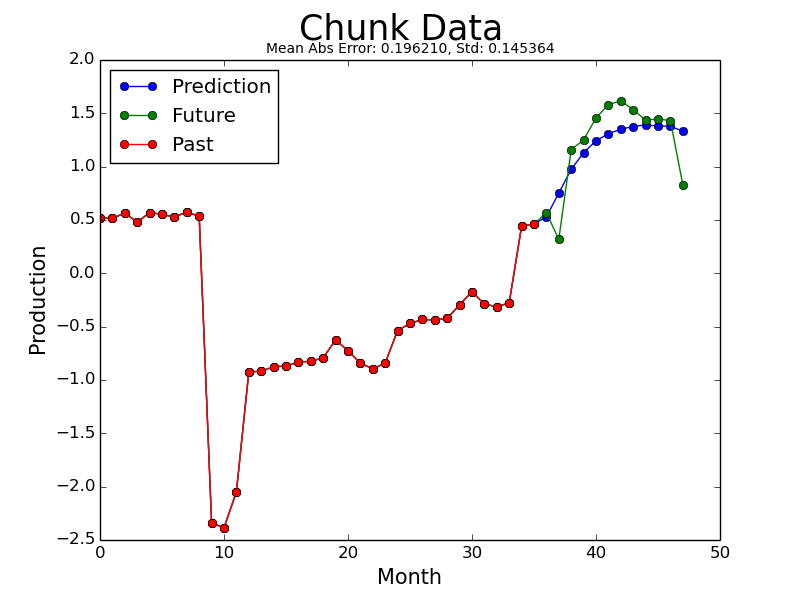 Chunk Data
Mean Abs Error: 0.196210, Std: 0.145364
Prediction
Future
Past
2.0
1.5
1.0
0.5
0.0
−0.5
−1.0
−1.5
−2.0
−2.5
Production
0 10 20 30 40 50
Month